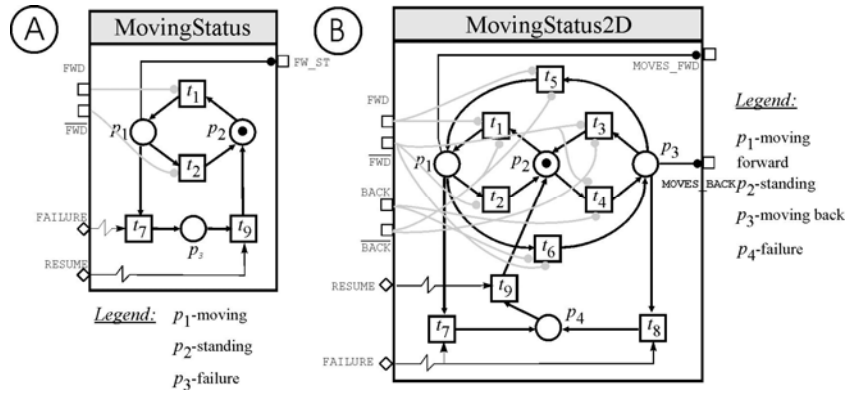 A
MovingStatus
FWD
FWD
FW_ST
t1
p1
p2
t2
FAILURE
t7
p3
t9
RESUME
Legend:
p1-moving
p2-standing
p3-failure
B
MovingStatus2D
MOVES_FWD
FWD
FWD
BACK
BACK
t5
t1
t3
p1
p2
p3
t2
t4
MOVES_BACK
t6
RESUME
t9
p4
t7
t8
FAILURE
Legend:
p1-moving
forward
p2-standing
p3-moving back
p4-failure